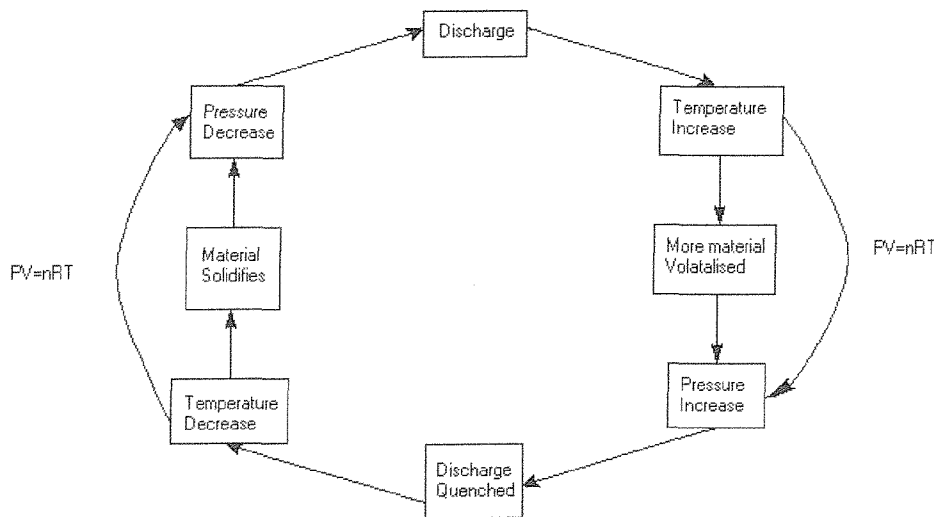 Discharge
Pressure
Decrease
Temperature
Increase
Material
Solidifies
More material
Volatalised
PV=nRT
PV=nRT
Temperature
Decrease
Pressure
Increase
Discharge
Quenched